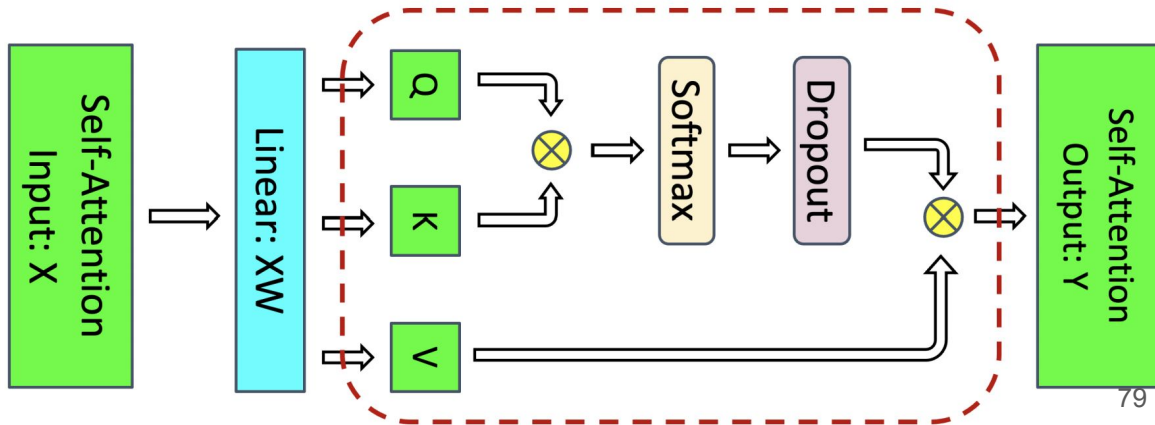 Self-Attention
Input: X
Linear: XW
Q
K
V
Softmax
Dropout
Self-Attention
Output: Y
79